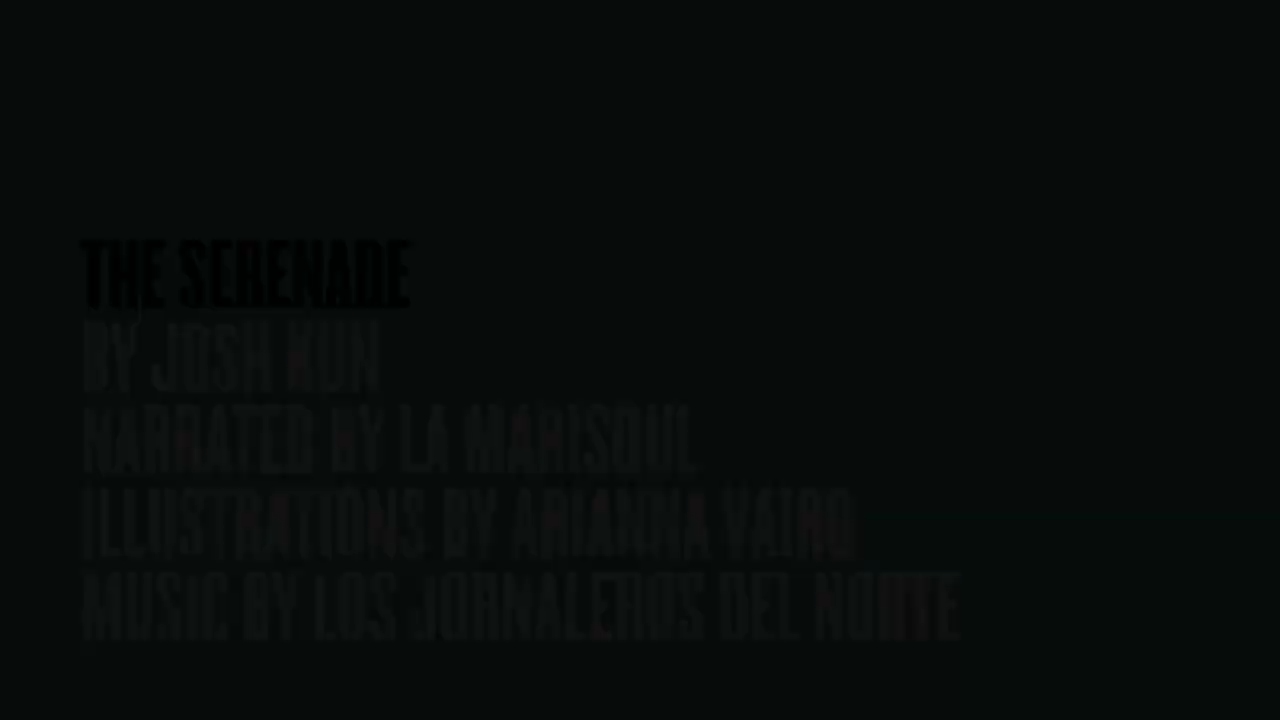 THE SERENADE
BY JOSH KUN
NARRATED BY LA MARISOUL
ILLUSTRATIONS BY ARIANNA VAIRO
MUSIC BY LOS JORNALEROS DEL NORTE